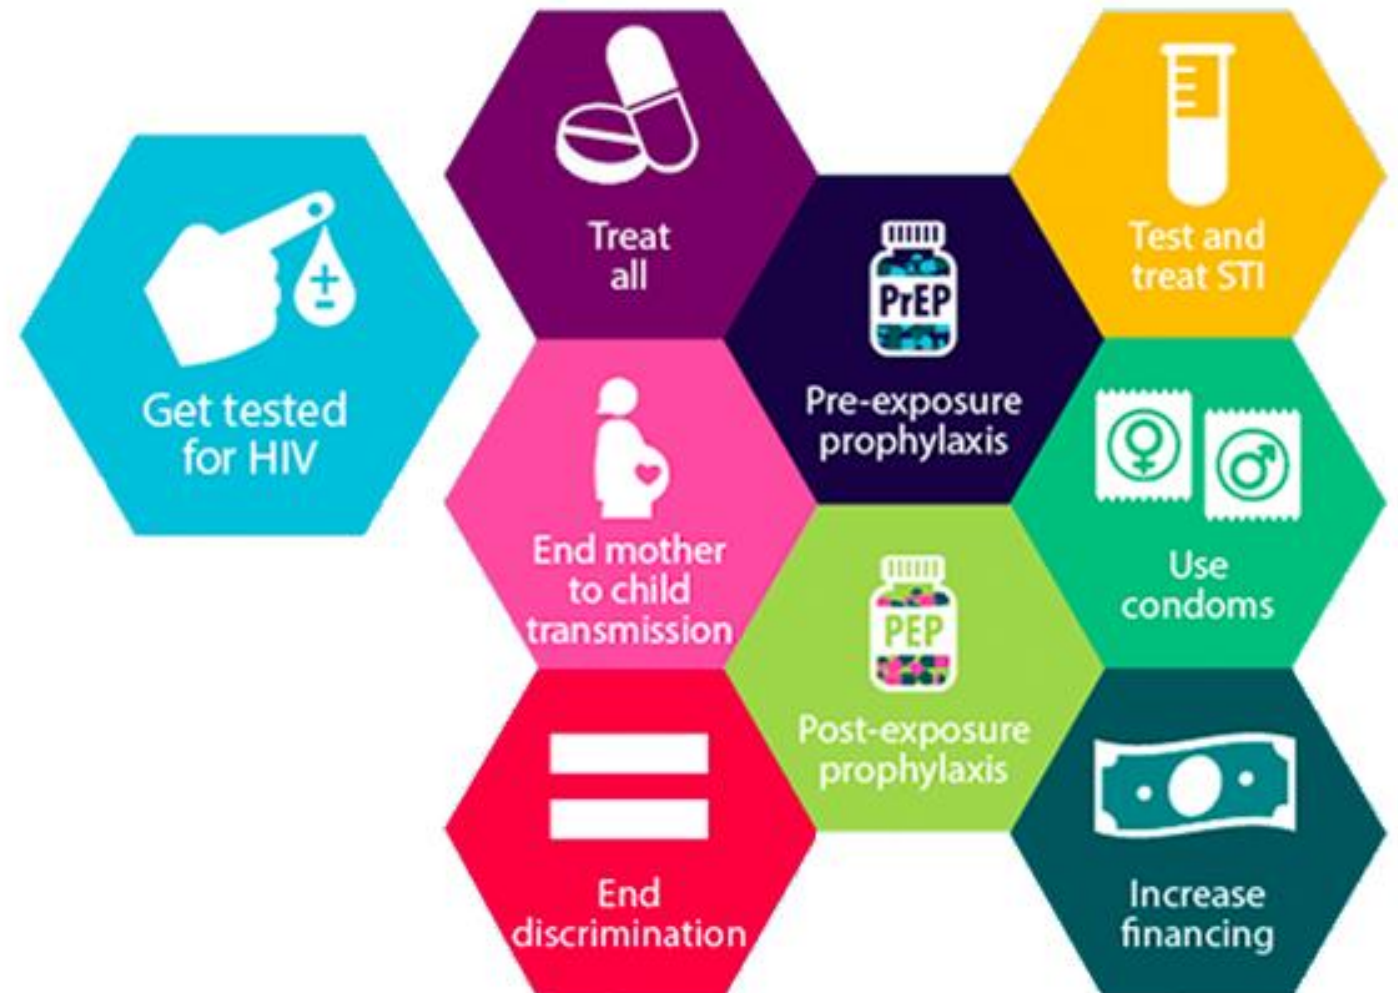 Get tested
for HIV
Treat
all
PrEP
Pre-exposure
prophylaxis
Test and
treat STI
End mother
to child
transmission
PEP
Post-exposure
prophylaxis
Use
condoms
End
discrimination
Increase
financing